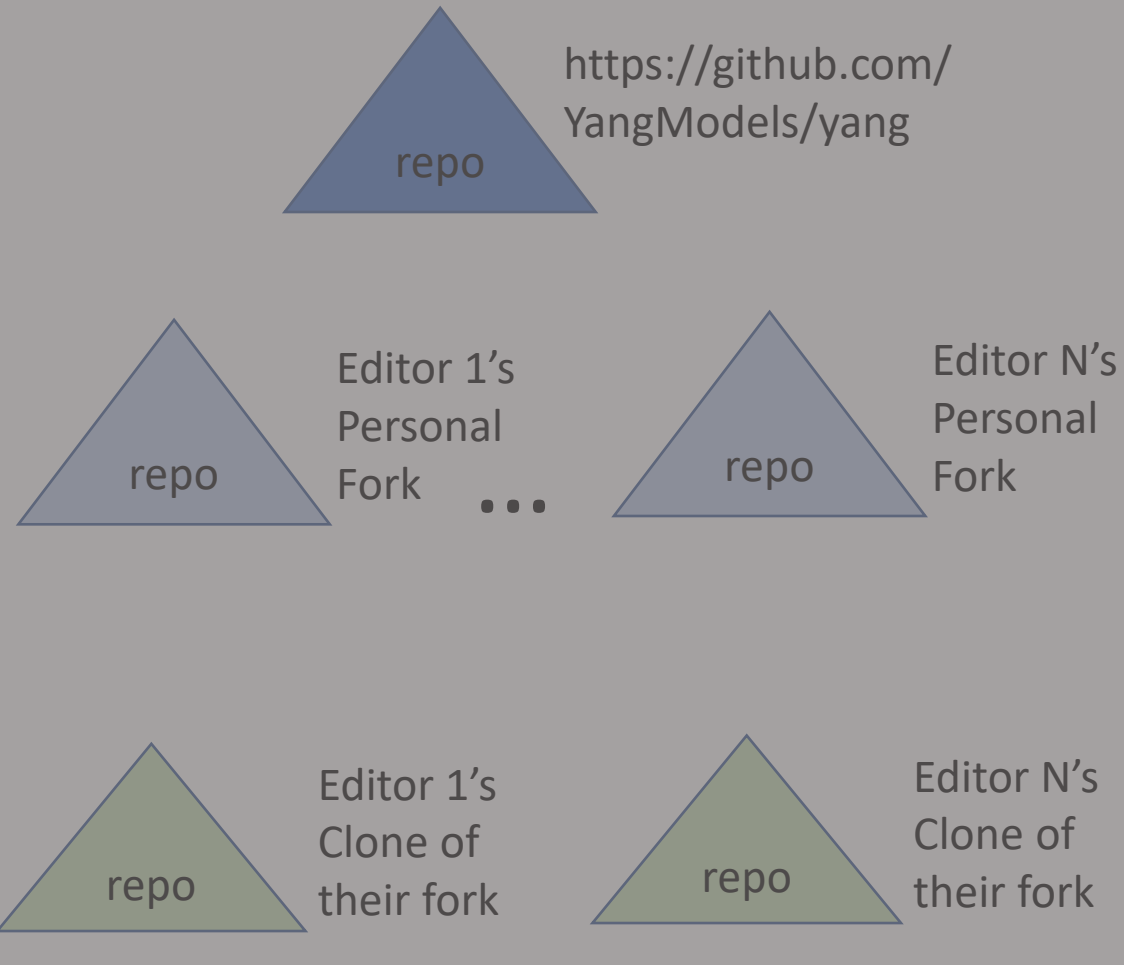 https://github.com/
YangModels/yang
repo
Editor 1’s
Personal
Fork
repo
...
Editor N’s
Personal
Fork
repo
Editor 1’s
Clone of
their fork
repo
Editor N’s
Clone of
their fork
repo